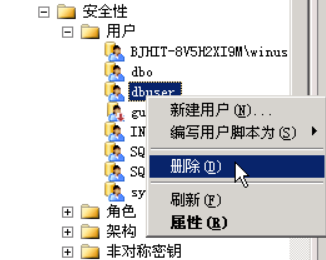 安全性
用户
BJHIT-8V5H2XI9M\winus
dbo
dbuser
gu
IN
SQ
SQ
sy
新建用户(N)...
编写用户脚本为(S)
删除(D)
刷新(F)
属性(R)
角色
架构
非对称密钥